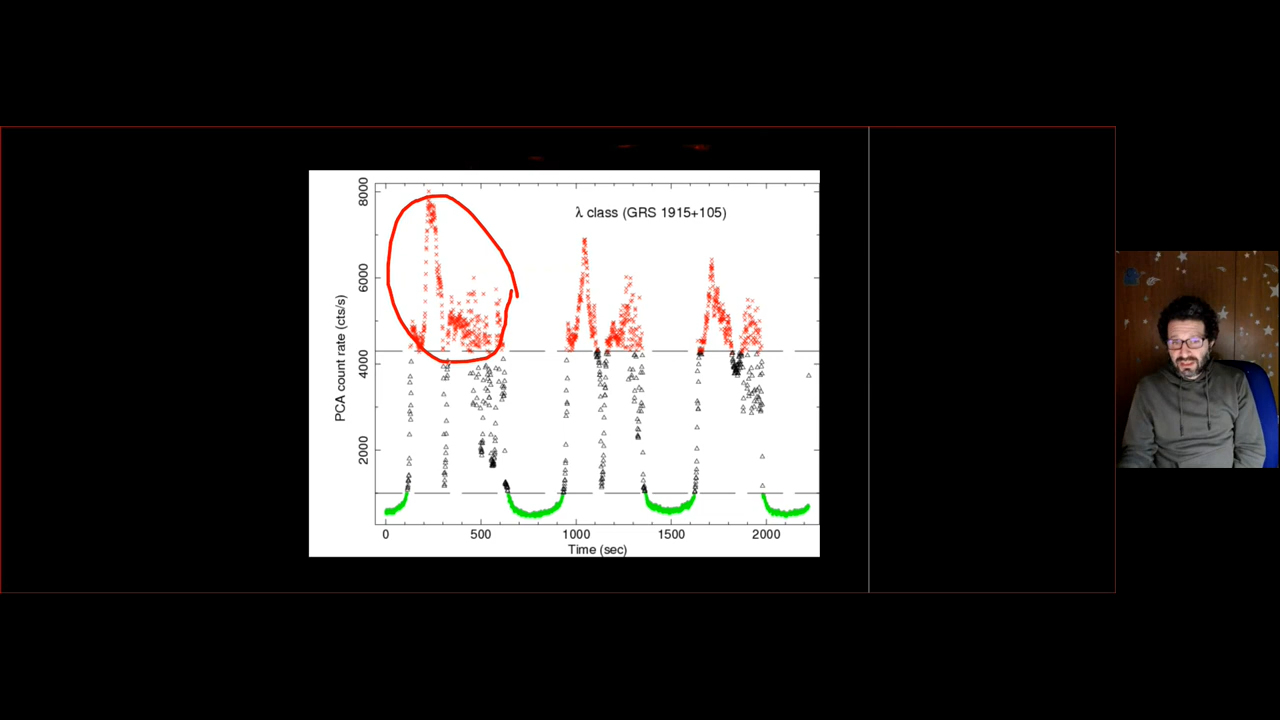 λ class (GRS 1915+105)
8000
6000
4000
2000
PCA count rate (cts/s)
0 500 1000 1500 2000
Time (sec)